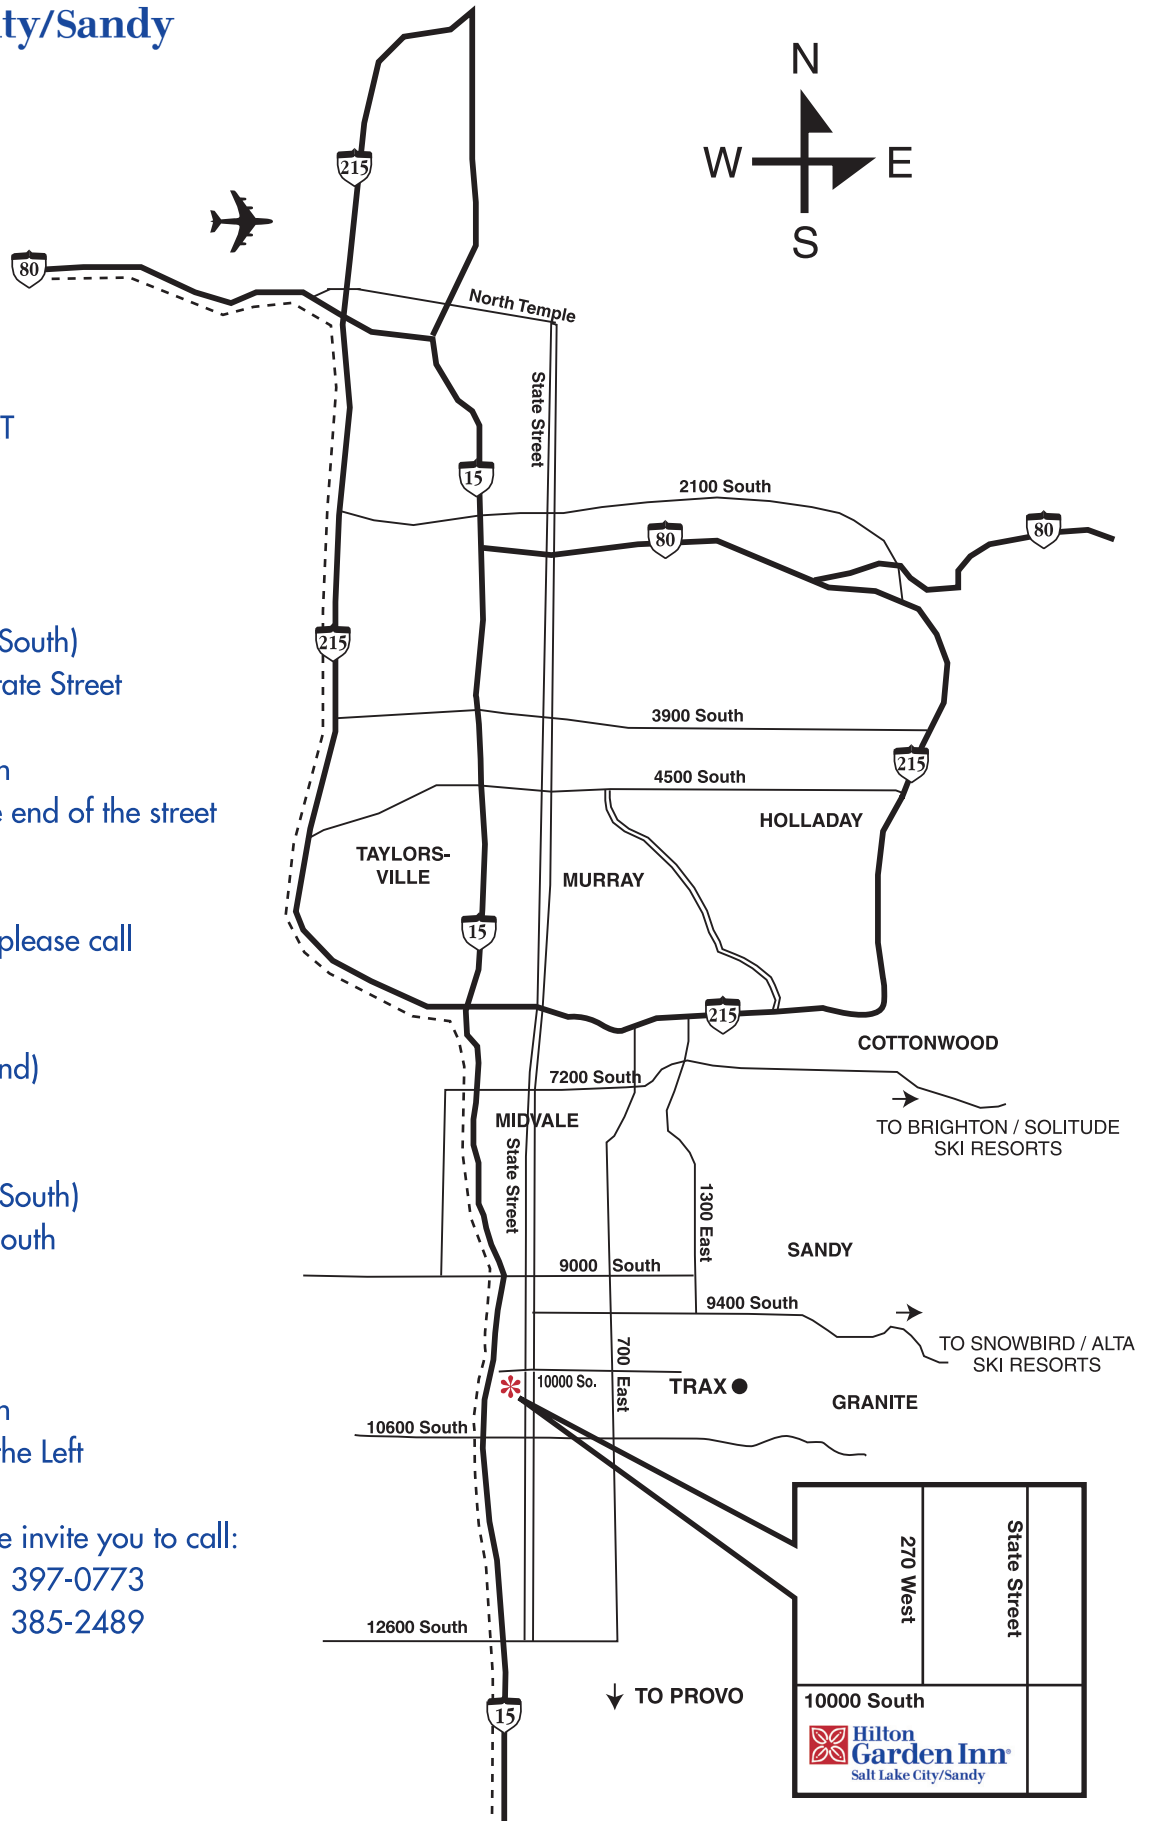 ity/Sandy
N
W E
S
215
80
North Temple
State Street
T
15
2100 South
80
80
South)
215
ate Street
3900 South
215
n
4500 South
e end of the street
HOLLADAY
TAYLORS-
VILLE
MURRAY
please call
15
215
COTTONWOOD
nd)
7200 South
MIDVALE
TO BRIGHTON / SOLITUDE
SKI RESORTS
State Street
1300 East
South)
outh
SANDY
9000 South
9400 South
TO SNOWBIRD / ALTA
SKI RESORTS
700 East
10000 So.
TRAX
GRANITE
n
10600 South
he Left
e invite you to call:
397-0773
385-2489
270 West
State Street
12600 South
TO PROVO
10000 South
15
Hilton
Garden Inn®
Salt Lake City/Sandy